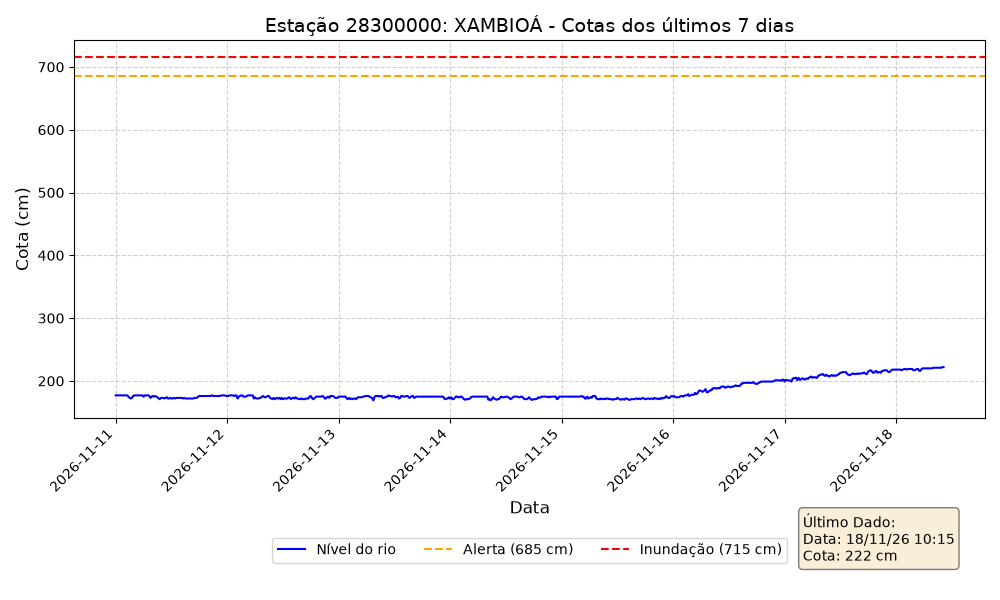 Estação 28300000: XAMBIOÁ - Cotas dos últimos 7 dias
Cota (cm)
700
600
500
400
300
200
2026-11-11
2026-11-12
2026-11-13
2026-11-14
2026-11-15
2026-11-16
2026-11-17
2026-11-18
Data
Nível do rio
Alerta (685 cm)
Inundação (715 cm)
Último Dado:
Data: 18/11/26 10:15
Cota: 222 cm